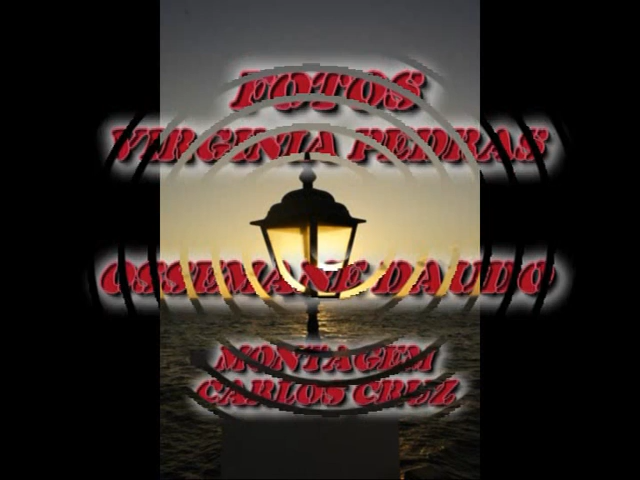 FOTOS
VIRGINIA PEDRAS
OSSEMANE DAUDO
MONTAGEM
CARLOS CRUZ